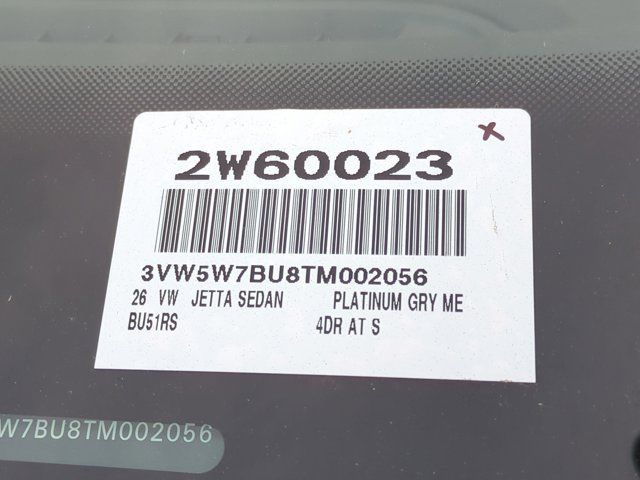 x
2W60023
3VW5W7BU8TM002056
26 VW JETTA SEDAN PLATINUM GRY ME
BU51RS 4DR AT S
W7BU8TM002056